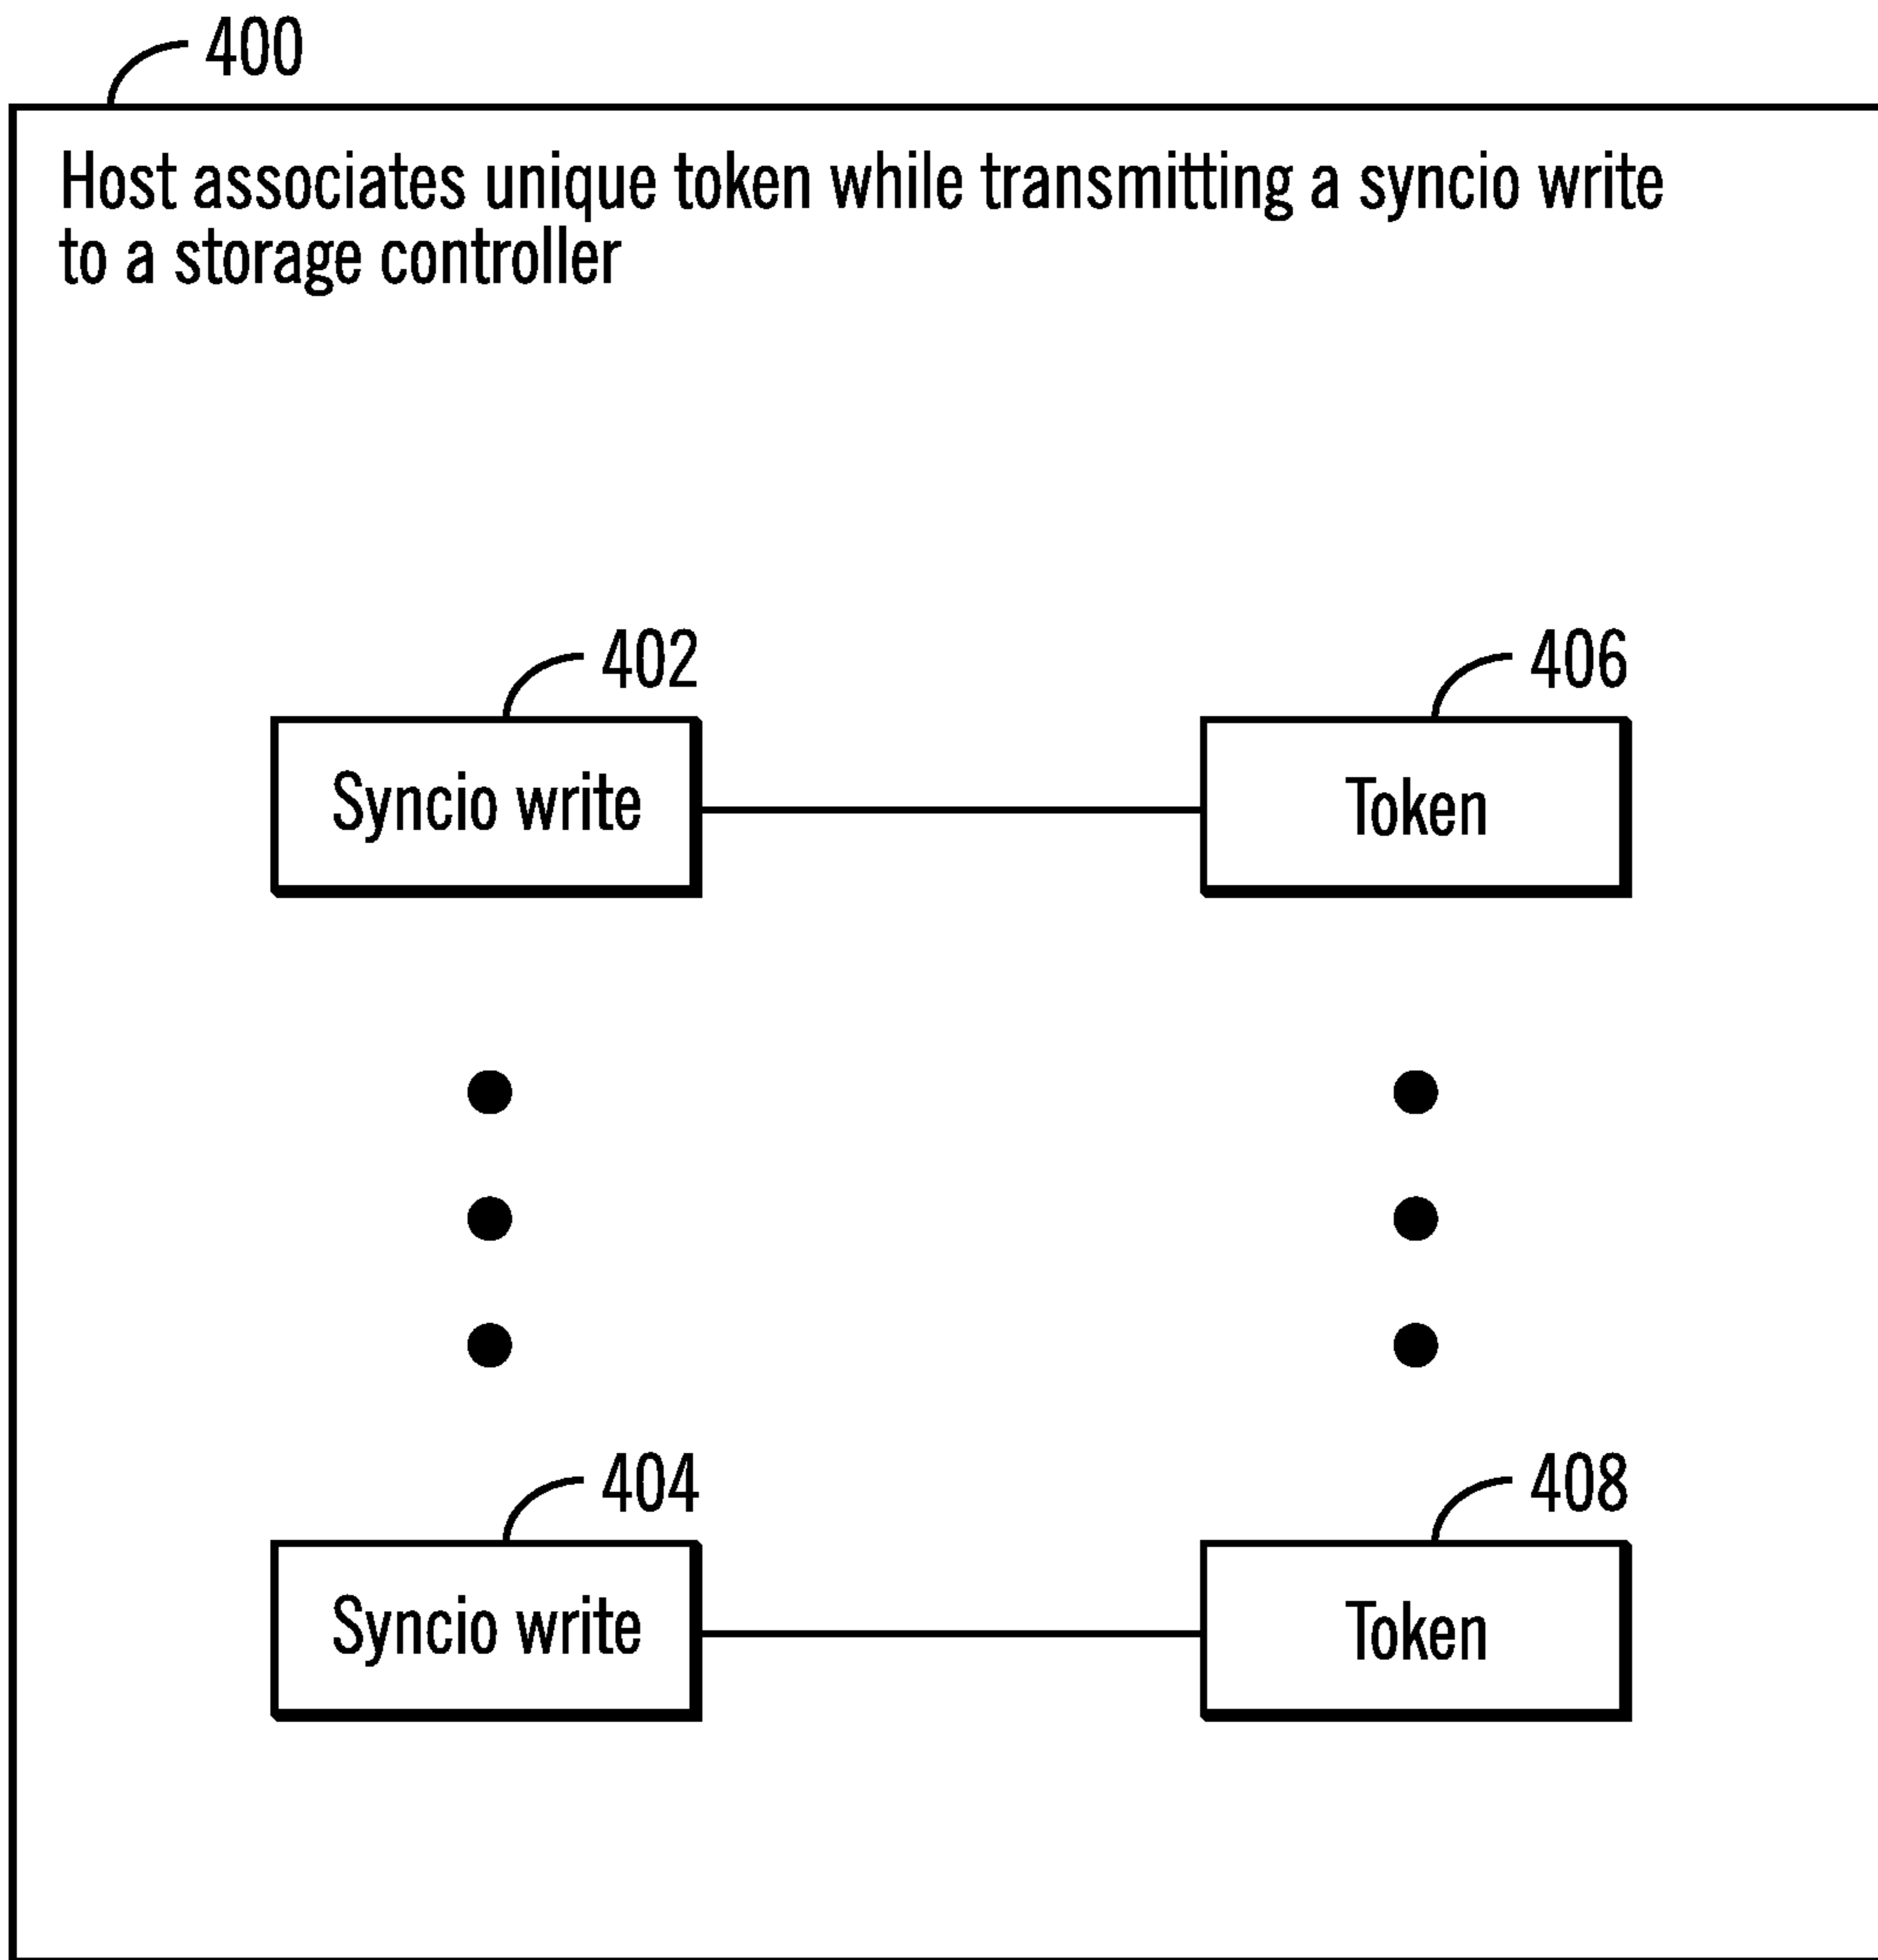 400
Host associates unique token while transmitting a syncio write
to a storage controller
402
406
Syncio write
Token
404
408
Syncio write
Token